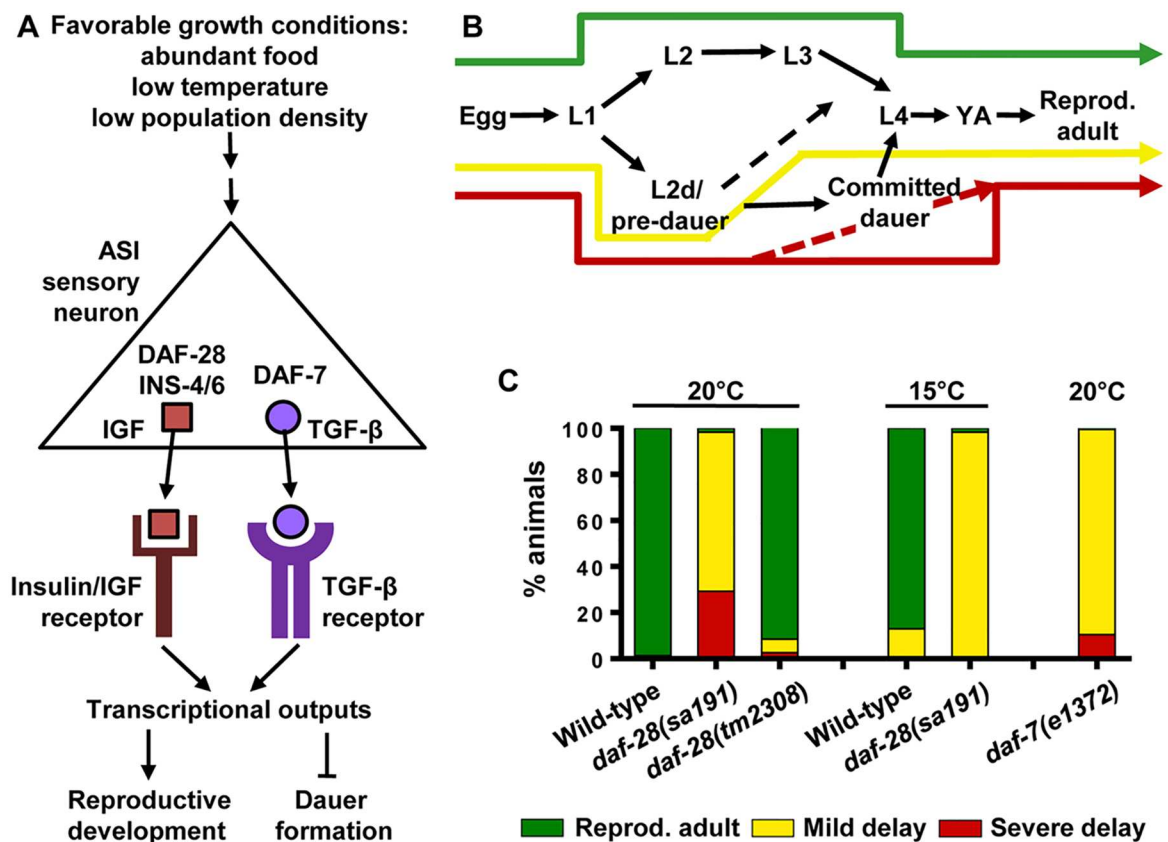 A
Favorable growth conditions:
abundant food
low temperature
low population density
ASI
sensory
neuron
DAF-28
INS-4/6
DAF-7
IGF
TGF-β
Insulin/IGF
receptor
TGF-β
receptor
Transcriptional outputs
Reproductive
development
Dauer
formation
B
L2
L3
Egg
L1
L4
YA
Reprod.
adult
L2d/
pre-dauer
Committed
dauer
C
20°C
15°C
20°C
% animals
100
80
60
40
20
0
Wild-type
daf-28(sa191)
daf-28(tm2308)
Wild-type
daf-28(sa191)
daf-7(e1372)
Reprod. adult
Mild delay
Severe delay